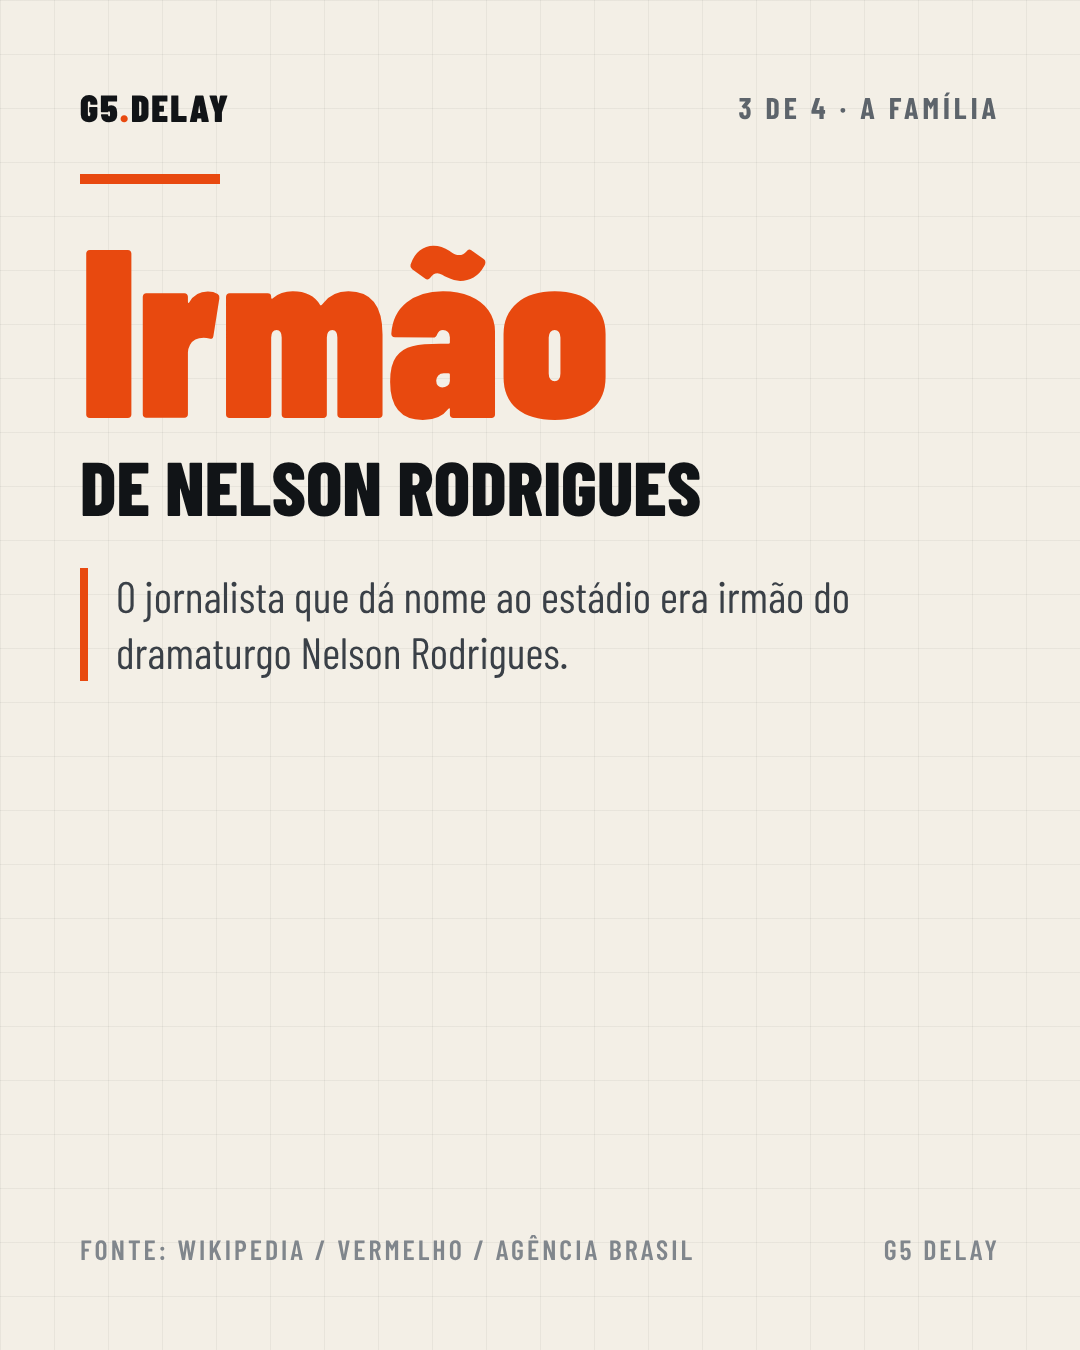 G5.DELAY
3 DE 4 · A FAMÍLIA
Irmão
DE NELSON RODRIGUES
O jornalista que dá nome ao estádio era irmão do
dramaturgo Nelson Rodrigues.
FONTE: WIKIPEDIA / VERMELHO / AGÊNCIA BRASIL
G5 DELAY